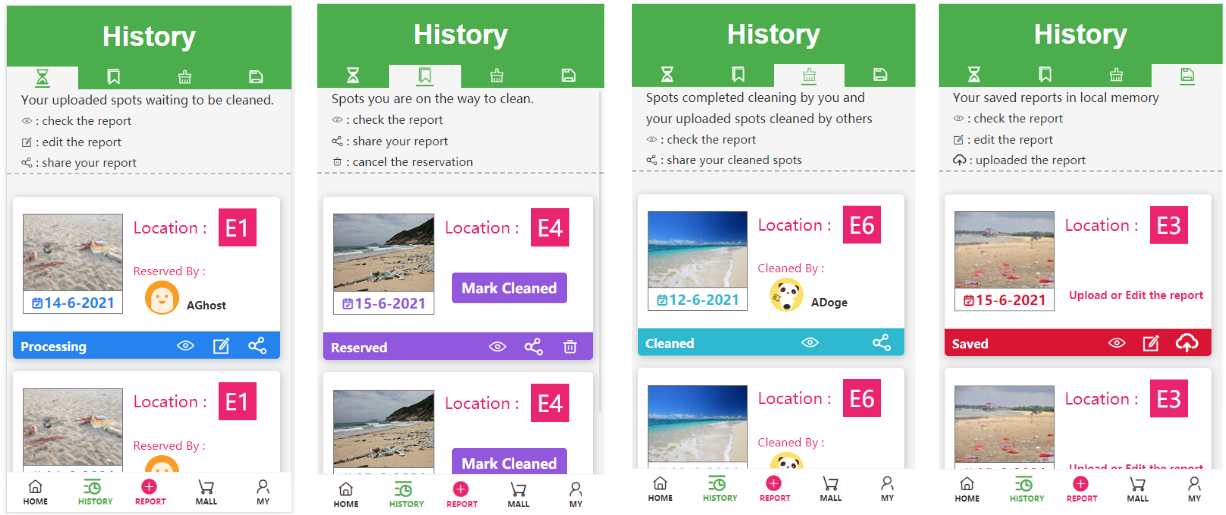 History
Your uploaded spots waiting to be cleaned.
: check the report
: edit the report
: share your report
Location :
E1
Reserved By :
14-6-2021
AGhost
Processing
Location :
E1
Reserved By :
HOME
HISTORY
REPORT
MALL
MY
History
Spots you are on the way to clean.
: check the report
: share your report
: cancel the reservation
Location :
E4
Mark Cleaned
15-6-2021
Reserved
Location :
E4
Mark Cleaned
HOME
HISTORY
REPORT
MALL
MY
History
Spots completed cleaning by you and
your uploaded spots cleaned by others
: check the report
: share your cleaned spots
Location :
E6
Cleaned By :
12-6-2021
ADoge
Cleaned
Location :
E6
Cleaned By :
HOME
HISTORY
REPORT
MALL
MY
History
Your saved reports in local memory
: check the report
: edit the report
: uploaded the report
Location :
E3
Upload or Edit the report
15-6-2021
Saved
Location :
E3
Upload or Edit the report
HOME
HISTORY
REPORT
MALL
MY